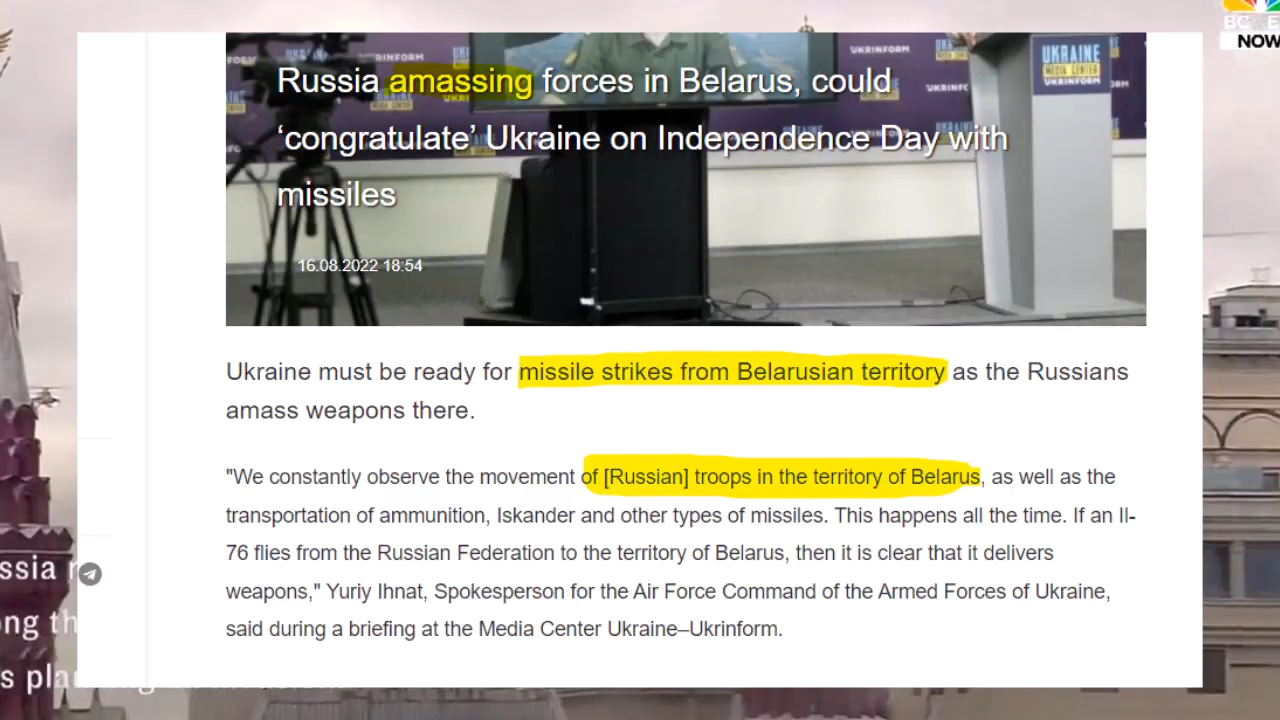 NOW
UKRINFORM
UKRAINE
MEDIA CENTER
UKRINFORM
Russia amassing forces in Belarus, could
‘congratulate’ Ukraine on Independence Day with
missiles
16.08.2022 18:54
Ukraine must be ready for missile strikes from Belarusian territory as the Russians
amass weapons there.
"We constantly observe the movement of [Russian] troops in the territory of Belarus, as well as the
transportation of ammunition, Iskander and other types of missiles. This happens all the time. If an Il-
76 flies from the Russian Federation to the territory of Belarus, then it is clear that it delivers
weapons," Yuriy Ihnat, Spokesperson for the Air Force Command of the Armed Forces of Ukraine,
said during a briefing at the Media Center Ukraine–Ukrinform.
ssia r
ong th
s pla